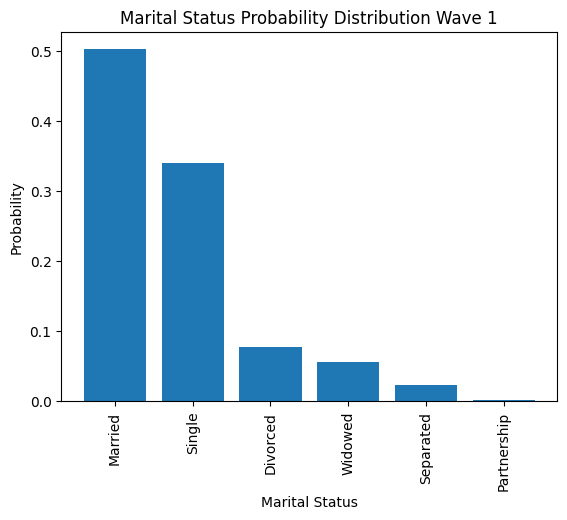 Marital Status Probability Distribution Wave 1
Probability
0.5
0.4
0.3
0.2
0.1
0.0
Married
Single
Divorced
Widowed
Separated
Partnership
Marital Status